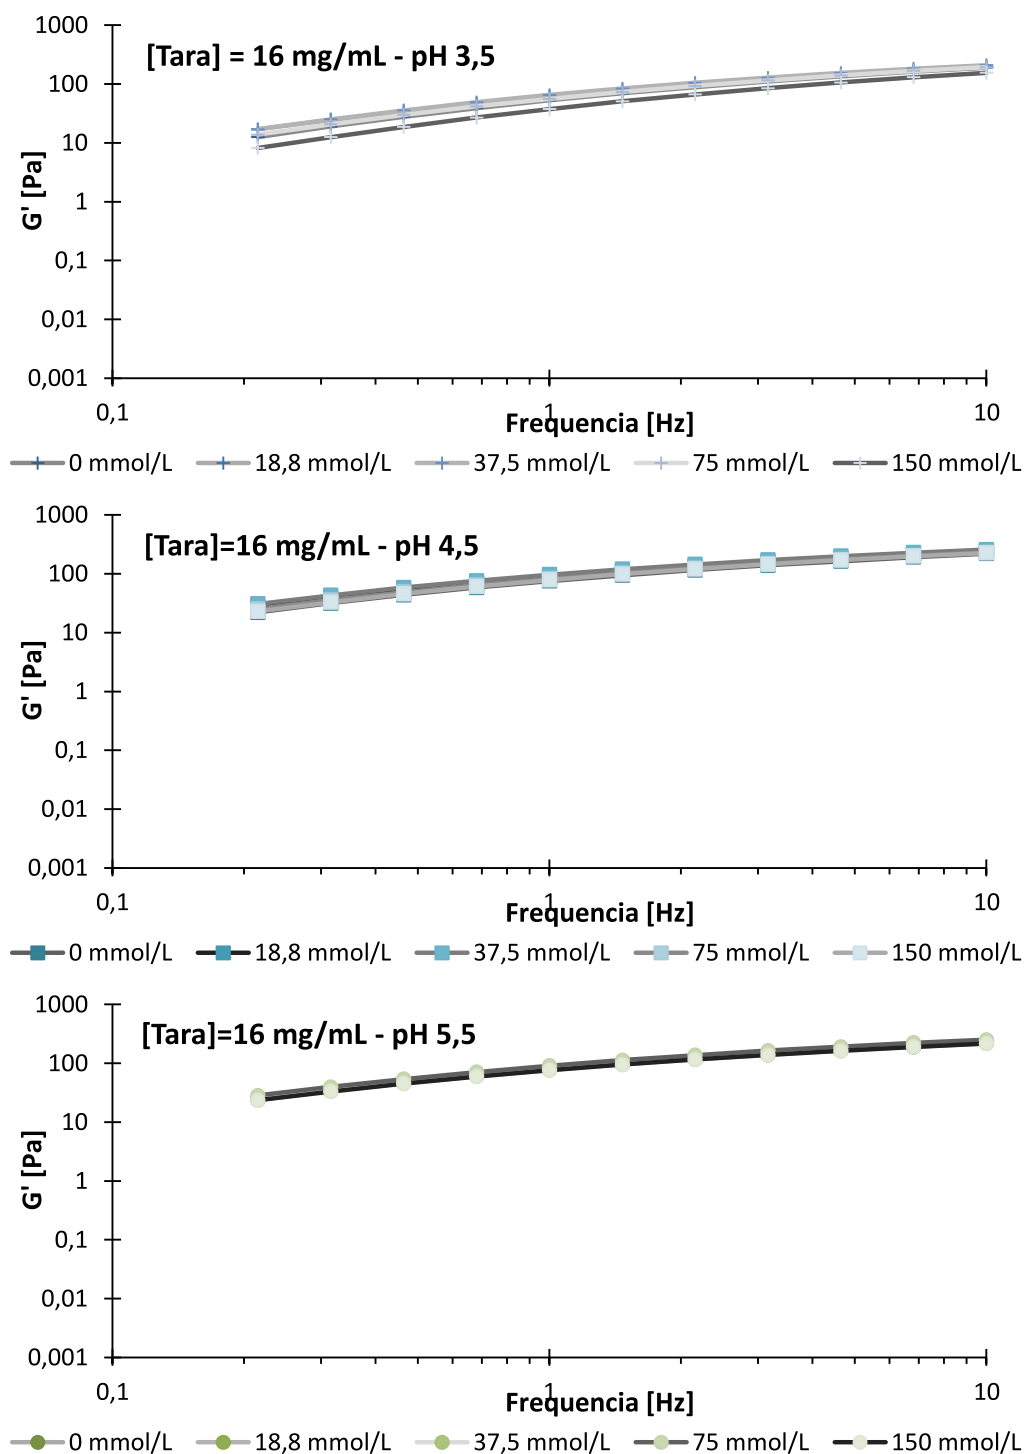 1000
[Tara] = 16 mg/mL - pH 3,5
100
10
1
0,1
0,01
0,001
G' [Pa]
0,1 1 10
Frequencia [Hz]
0 mmol/L 18,8 mmol/L 37,5 mmol/L 75 mmol/L 150 mmol/L
1000
[Tara]=16 mg/mL - pH 4,5
100
10
1
0,1
0,01
0,001
G' [Pa]
0,1 1 10
Frequencia [Hz]
0 mmol/L 18,8 mmol/L 37,5 mmol/L 75 mmol/L 150 mmol/L
1000
[Tara]=16 mg/mL - pH 5,5
100
10
1
0,1
0,01
0,001
G' [Pa]
0,1 1 10
Frequencia [Hz]
0 mmol/L 18,8 mmol/L 37,5 mmol/L 75 mmol/L 150 mmol/L